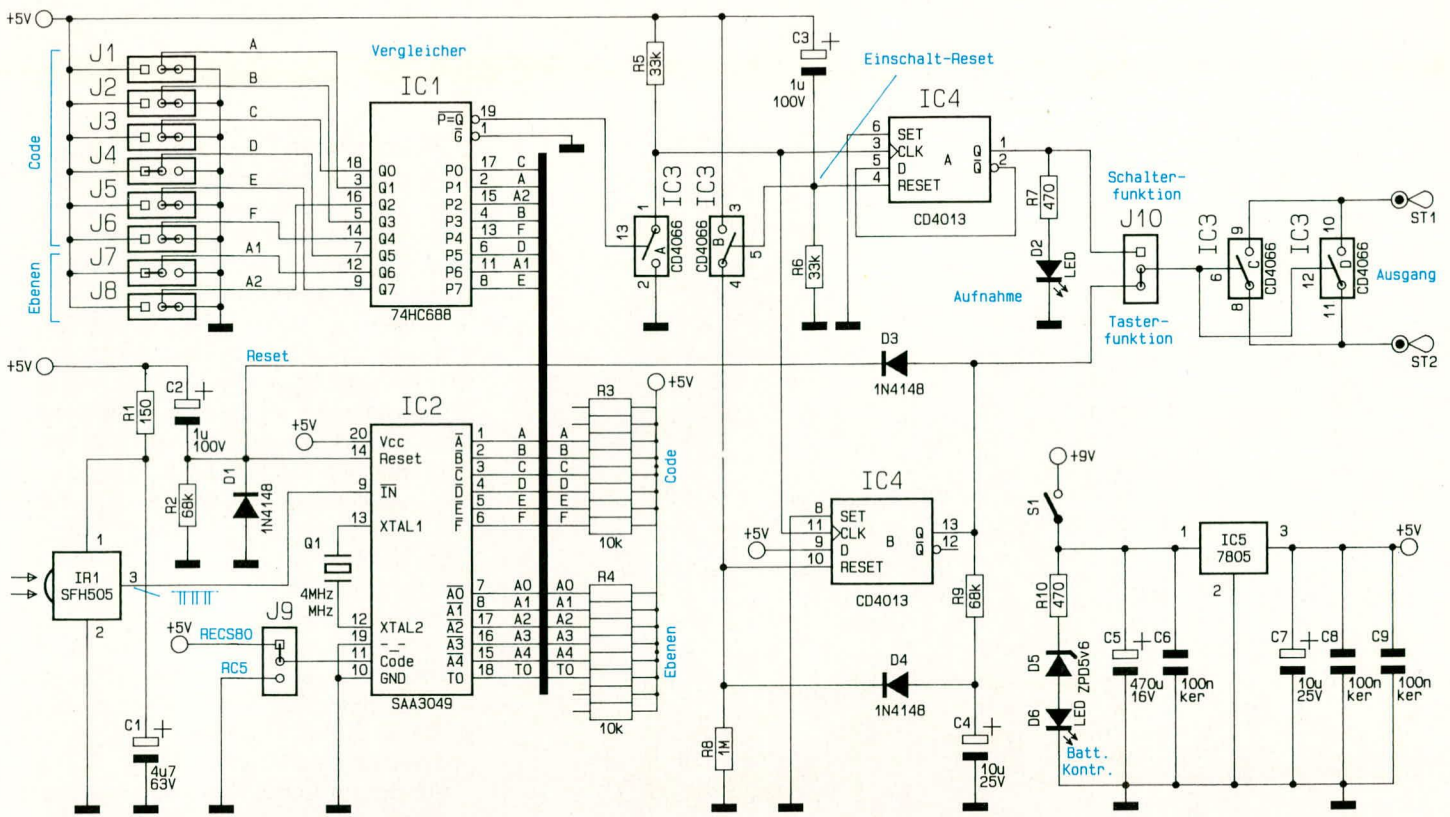 +5V
Code
Ebenen
J1
J2
J3
J4
J5
J6
J7
J8
A
B
C
D
E
F
A1
A2
Vergleicher
IC1
18 Q0
3 Q1
16 Q2
5 Q3
14 Q4
7 Q5
12 Q6
9 Q7
P=Q 19
G 1
P0 17 C
P1 2 A
P2 15 A2
P3 4 B
P4 13 F
P5 6 D
P6 11 A1
P7 8 E
74HC688
R5
33k
13
1
A
2
IC3
CD4066
IC3
CD4066
3
B
5
4
C3 +
1u
100V
R6
33k
Einschalt-Reset
IC4
6 SET
3 CLK
5 D
4 RESET
A
Q 1
Q 2
CD4013
R7
470
D2
LED
Aufnahme
Schalter-
funktion
J10
Taster-
funktion
IC3
6
9
C
8
CD4066
IC3
12
10
D
11
CD4066
ST1
Ausgang
ST2
+5V
Reset
R1
150
C2 +
1u
100V
R2
68k
D1
1N4148
+5V
IC2
20 Vcc
14 Reset
9 IN
13 XTAL1
12 XTAL2
19 - -
11 Code
10 GND
A 1 A A
B 2 B B
C 3 C C
D 4 D D
E 5 E E
F 6 F F
A0 7 A0 A0
A1 8 A1 A1
A2 17 A2 A2
A3 16 A3 A3
A4 15 A4 A4
T0 18 T0 T0
SAA3049
R3
10k
R4
10k
+5V
Code
Ebenen
Q1
4MHz
MHz
1
IR1
SFH505
3
2
J9
+5V
RECS80
RC5
C1 +
4u7
63V
D3
1N4148
IC4
8 SET
11 CLK
9 D
10 RESET
+5V
B
Q 13
Q 12
CD4013
R9
68k
D4
1N4148
R8
1M
C4 +
10u
25V
+9V
S1
R10
470
D5
ZPD5v6
D6
LED
Batt.
Kontr.
C5 +
470u
16V
C6
100n
ker
1
IC5
7805
3
2
C7 +
10u
25V
C8
100n
ker
C9
100n
ker
+5V